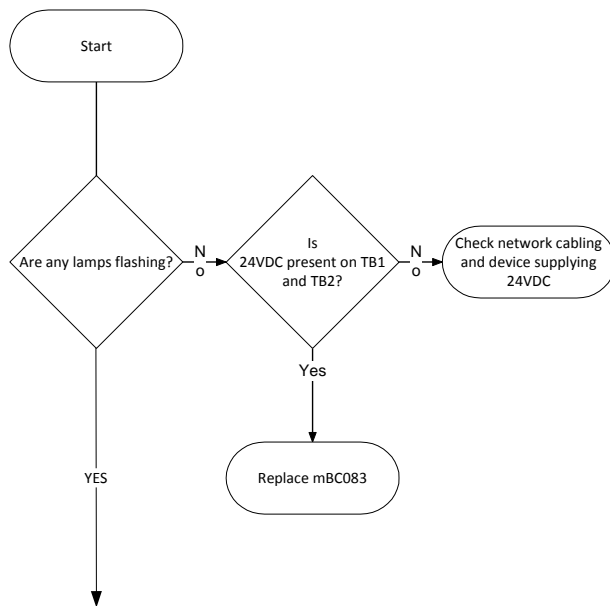 Start
Are any lamps flashing?
N
o
Is
24VDC present on TB1
and TB2?
N
o
Check network cabling
and device supplying
24VDC
Yes
Replace mBC083
YES